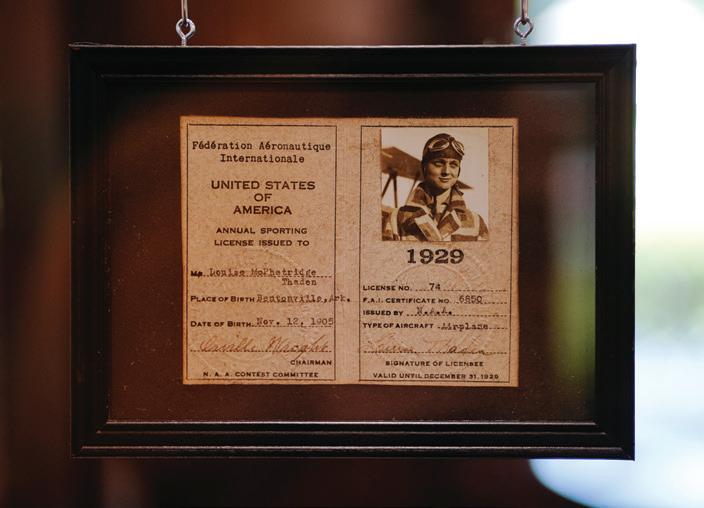 Fédération Aéronautique
Internationale
UNITED STATES
OF
AMERICA
ANNUAL SPORTING
LICENSE ISSUED TO
Louise McPhetridge
Thaden
PLACE OF BIRTH Bentonville, Ark.
DATE OF BIRTH Nov. 12, 1905
CHAIRMAN
N. A. A. CONTEST COMMITTEE
1929
LICENSE NO. 74
F.A.I. CERTIFICATE NO. 6850
ISSUED BY
TYPE OF AIRCRAFT Airplane
SIGNATURE OF LICENSEE
VALID UNTIL DECEMBER 31, 1929